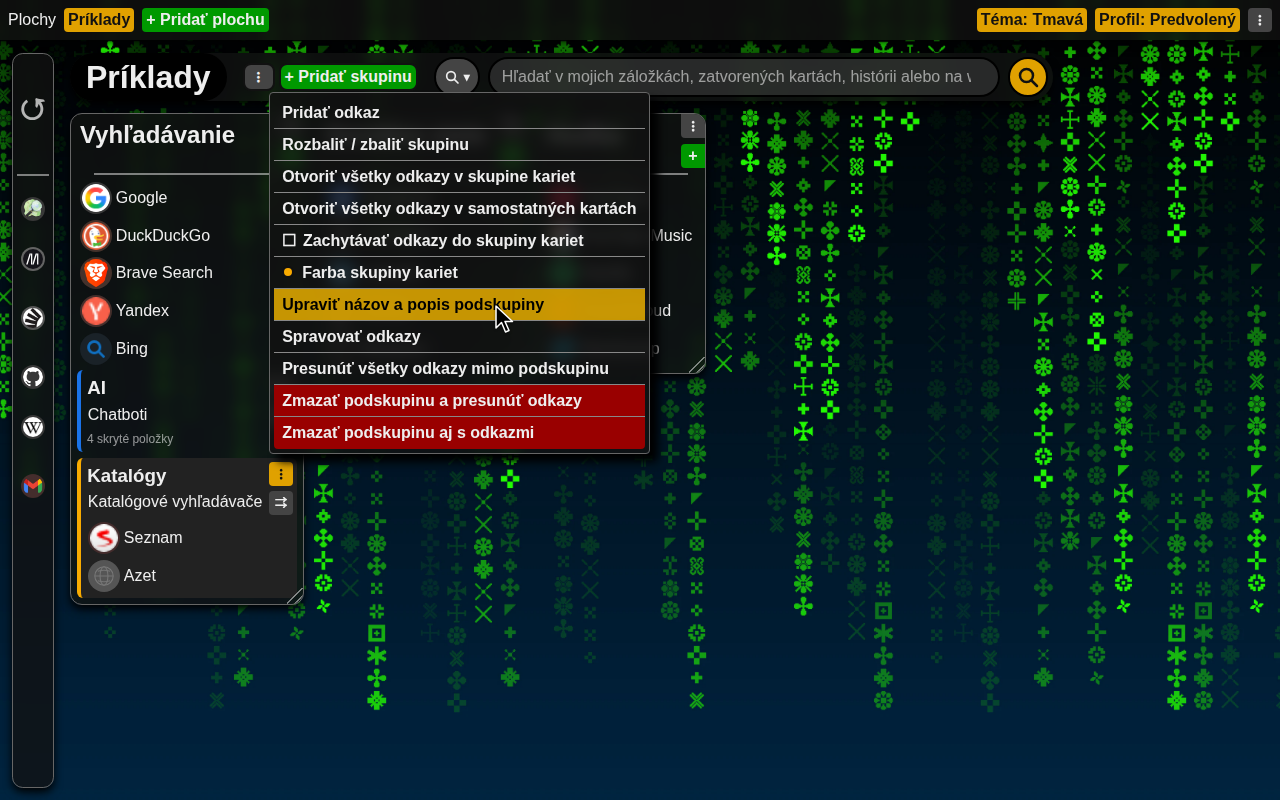 Plochy
Príklady
+ Pridať plochu
Téma: Tmavá
Profil: Predvolený
Príklady
+ Pridať skupinu
Hľadať v mojich záložkách, zatvorených kartách, histórii alebo na
Vyhľadávanie
Google
DuckDuckGo
Brave Search
Yandex
Bing
AI
Chatboti
4 skryté položky
Katalógy
Katalógové vyhľadávače
Seznam
Azet
Pridať odkaz
Rozbaliť / zbaliť skupinu
Otvoriť všetky odkazy v skupine kariet
Otvoriť všetky odkazy v samostatných kartách
Zachytávať odkazy do skupiny kariet
Farba skupiny kariet
Upraviť názov a popis podskupiny
Spravovať odkazy
Presunúť všetky odkazy mimo podskupinu
Zmazať podskupinu a presunúť odkazy
Zmazať podskupinu aj s odkazmi
+
Music
ud
p